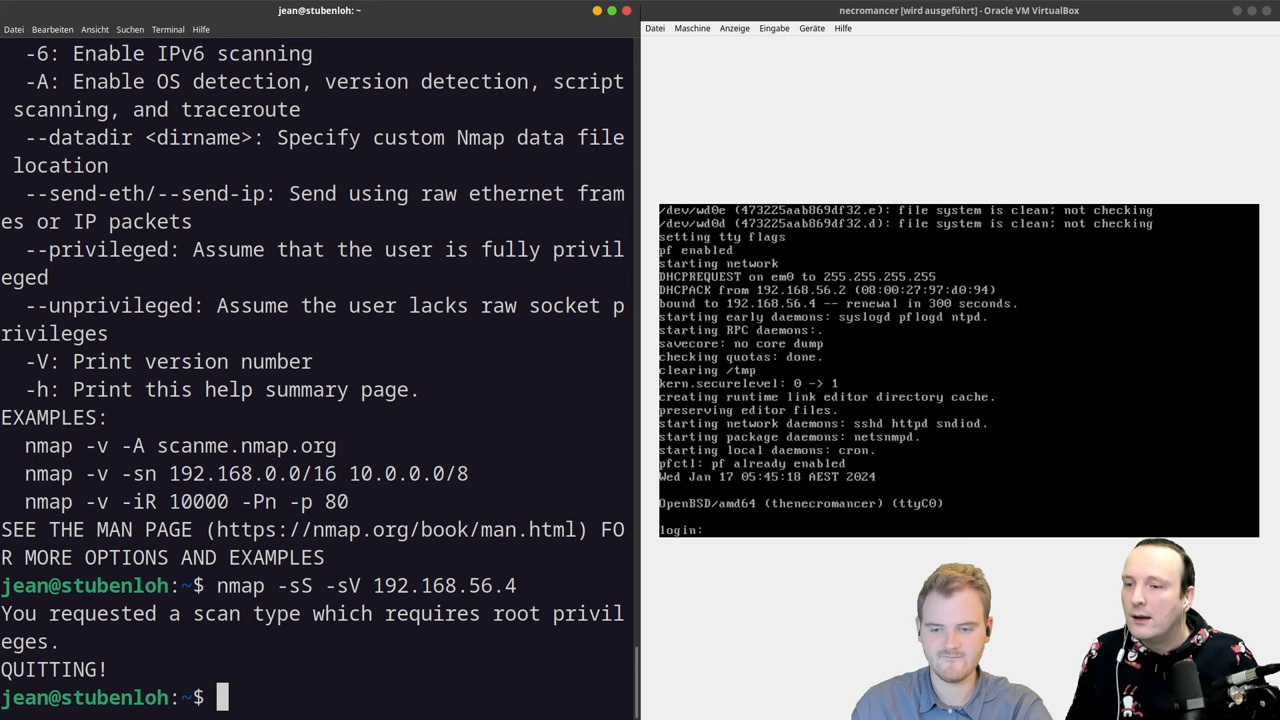 jean@stubenloh: ~
Datei Bearbeiten Ansicht Suchen Terminal Hilfe
-6: Enable IPv6 scanning
-A: Enable OS detection, version detection, script
scanning, and traceroute
--datadir <dirname>: Specify custom Nmap data file
location
--send-eth/--send-ip: Send using raw ethernet fram
es or IP packets
--privileged: Assume that the user is fully privil
eged
--unprivileged: Assume the user lacks raw socket p
rivileges
-V: Print version number
-h: Print this help summary page.
EXAMPLES:
nmap -v -A scanme.nmap.org
nmap -v -sn 192.168.0.0/16 10.0.0.0/8
nmap -v -iR 10000 -Pn -p 80
SEE THE MAN PAGE (https://nmap.org/book/man.html) FO
R MORE OPTIONS AND EXAMPLES
jean@stubenloh:~$ nmap -sS -sV 192.168.56.4
You requested a scan type which requires root privil
eges.
QUITTING!
jean@stubenloh:~$
necromancer [wird ausgeführt] - Oracle VM VirtualBox
Datei Maschine Anzeige Eingabe Geräte Hilfe
/dev/wd0e (473225aab869df32.e): file system is clean; not checking
/dev/wd0d (473225aab869df32.d): file system is clean; not checking
setting tty flags
pf enabled
starting network
DHCPREQUEST on em0 to 255.255.255.255
DHCPACK from 192.168.56.2 (08:00:27:97:d0:94)
bound to 192.168.56.4 -- renewal in 300 seconds.
starting early daemons: syslogd pflogd ntpd.
starting RPC daemons:.
savecore: no core dump
checking quotas: done.
clearing /tmp
kern.securelevel: 0 -> 1
creating runtime link editor directory cache.
preserving editor files.
starting network daemons: sshd httpd sndiod.
starting package daemons: netsnmpd.
starting local daemons: cron.
pfctl: pf already enabled
Wed Jan 17 05:45:18 AEST 2024
OpenBSD/amd64 (thenecromancer) (ttyC0)
login: